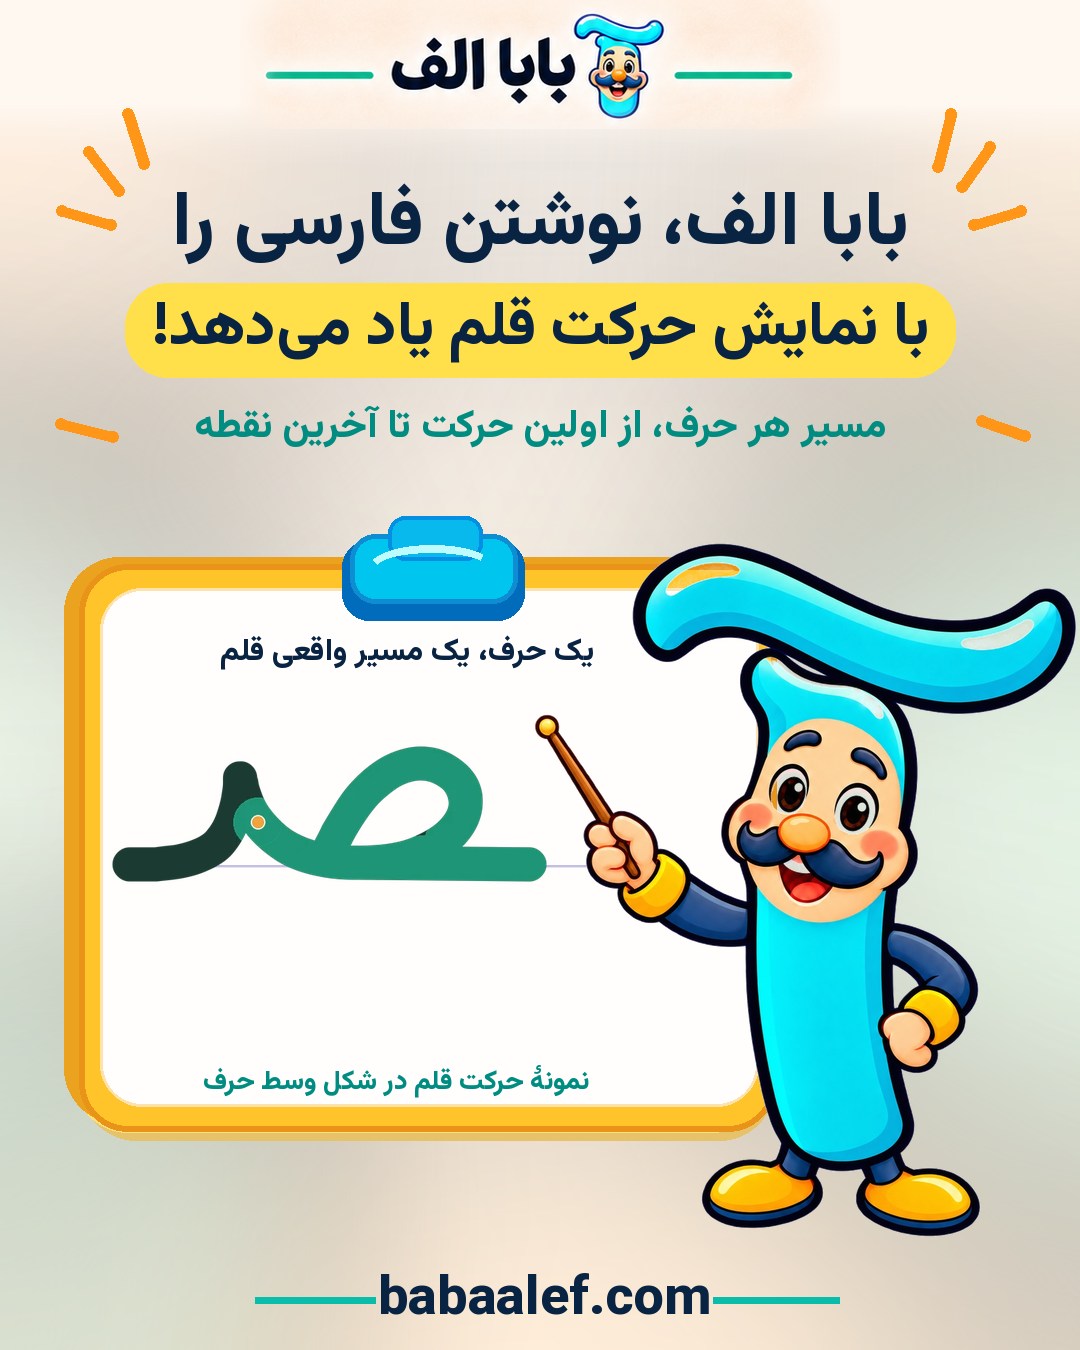 بابا الف
بابا الف، نوشتن فارسی را
با نمایش حرکت قلم یاد می‌دهد!
مسیر هر حرف، از اولین حرکت تا آخرین نقطه
یک حرف، یک مسیر واقعی قلم
ـصـ
نمونهٔ حرکت قلم در شکل وسط حرف
babaalef.com